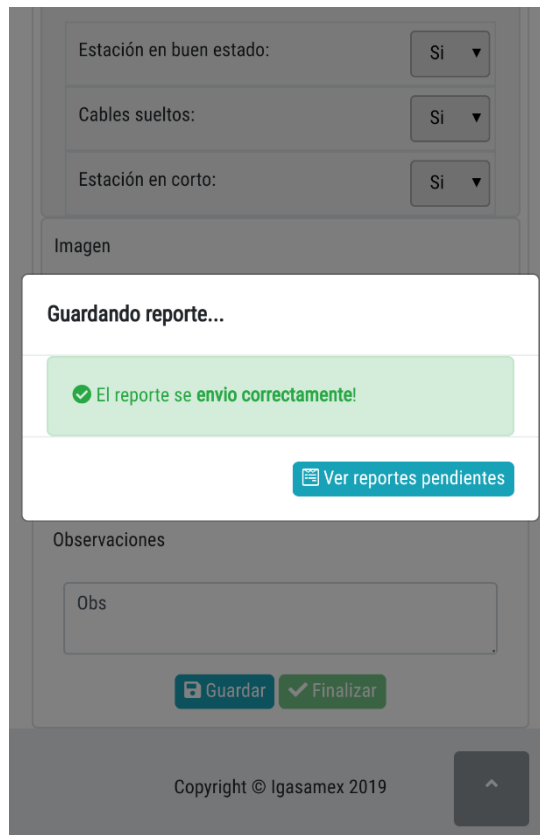 Estación en buen estado:
Si
Cables sueltos:
Si
Estación en corto:
Si
Imagen
Guardando reporte...
El reporte se envio correctamente!
Ver reportes pendientes
Observaciones
Obs
Guardar
Finalizar
Copyright © Igasamex 2019